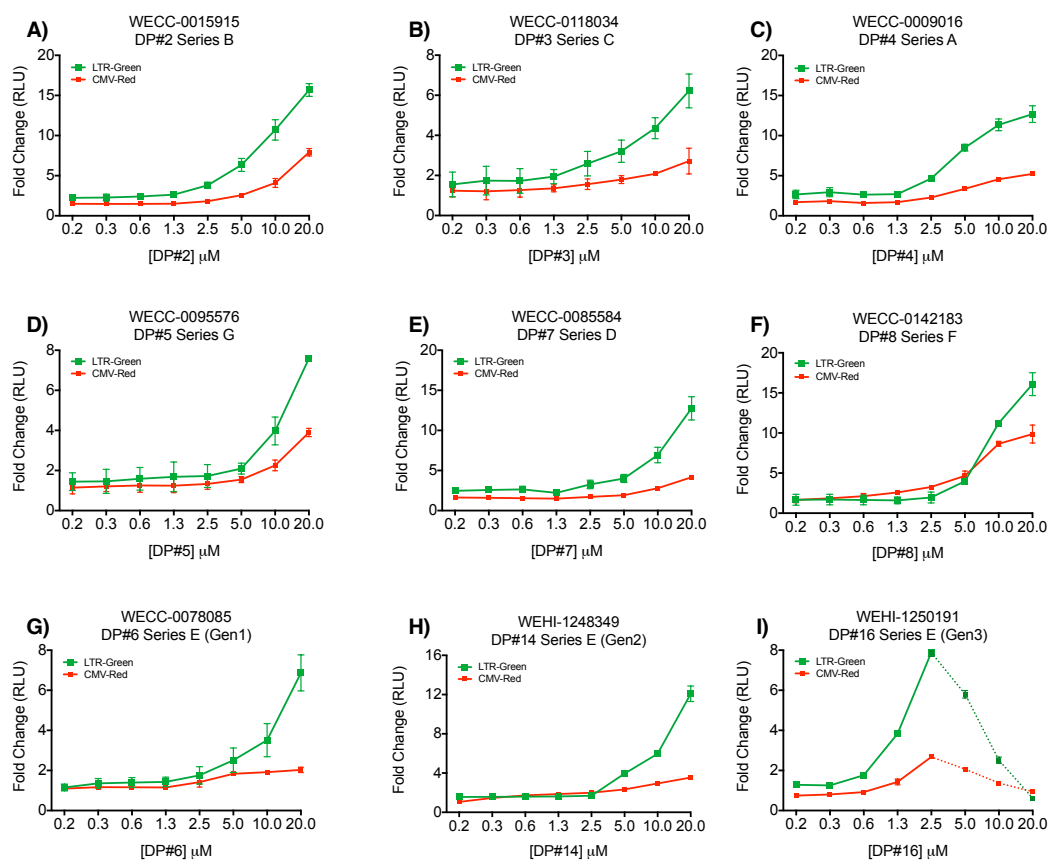 A)
WECC-0015915
DP#2 Series B
Fold Change (RLU)
20
15
10
5
0
LTR-Green
CMV-Red
0.2 0.3 0.6 1.3 2.5 5.0 10.0 20.0
[DP#2] μM
B)
WECC-0118034
DP#3 Series C
Fold Change (RLU)
8
6
4
2
0
LTR-Green
CMV-Red
0.2 0.3 0.6 1.3 2.5 5.0 10.0 20.0
[DP#3] μM
C)
WECC-0009016
DP#4 Series A
Fold Change (RLU)
20
15
10
5
0
LTR-Green
CMV-Red
0.2 0.3 0.6 1.3 2.5 5.0 10.0 20.0
[DP#4] μM
D)
WECC-0095576
DP#5 Series G
Fold Change (RLU)
8
6
4
2
0
LTR-Green
CMV-Red
0.2 0.3 0.6 1.3 2.5 5.0 10.0 20.0
[DP#5] μM
E)
WECC-0085584
DP#7 Series D
Fold Change (RLU)
20
15
10
5
0
LTR-Green
CMV-Red
0.2 0.3 0.6 1.3 2.5 5.0 10.0 20.0
[DP#7] μM
F)
WECC-0142183
DP#8 Series F
Fold Change (RLU)
20
15
10
5
0
LTR-Green
CMV-Red
0.2 0.3 0.6 1.3 2.5 5.0 10.0 20.0
[DP#8] μM
G)
WECC-0078085
DP#6 Series E (Gen1)
Fold Change (RLU)
8
6
4
2
0
LTR-Green
CMV-Red
0.2 0.3 0.6 1.3 2.5 5.0 10.0 20.0
[DP#6] μM
H)
WEHI-1248349
DP#14 Series E (Gen2)
Fold Change (RLU)
16
12
8
4
0
LTR-Green
CMV-Red
0.2 0.3 0.6 1.3 2.5 5.0 10.0 20.0
[DP#14] μM
I)
WEHI-1250191
DP#16 Series E (Gen3)
Fold Change (RLU)
8
6
4
2
0
LTR-Green
CMV-Red
0.2 0.3 0.6 1.3 2.5 5.0 10.0 20.0
[DP#16] μM